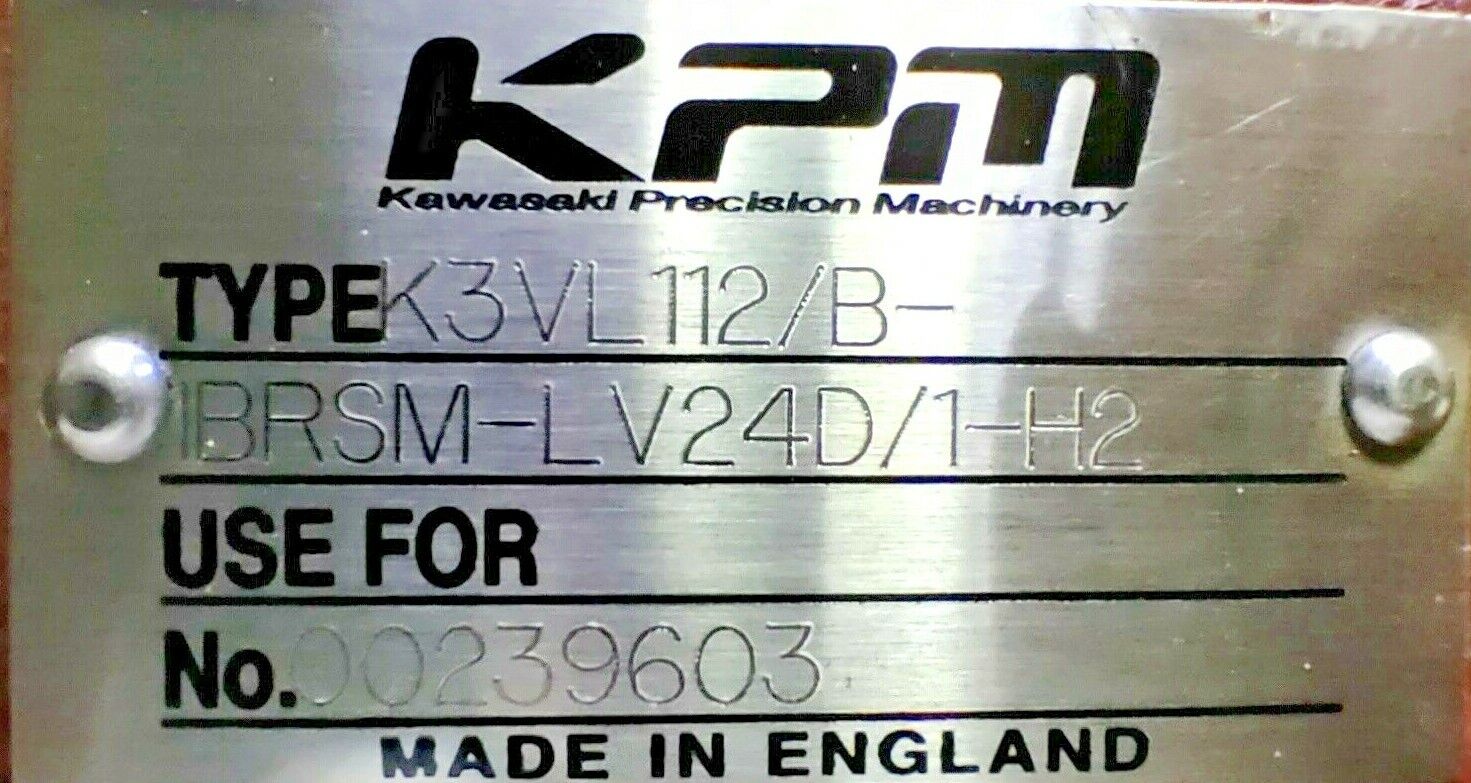 KPM
Kawasaki Precision Machinery
TYPE K3VL112/B-
1BRSM-LV24D/1-H2
USE FOR
No. 00239603
MADE IN ENGLAND